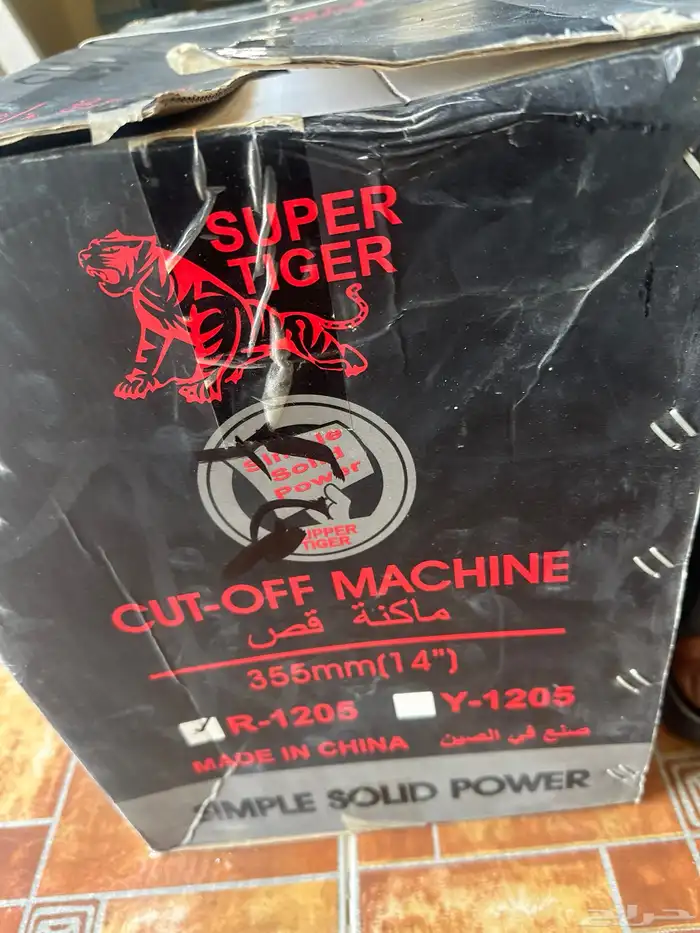 SUPER
TIGER
Simple
Solid
Power
UPPER
TIGER
CUT-OFF MACHINE
ماكنة قص
355mm(14")
R-1205 Y-1205
MADE IN CHINA صنع في الصين
SIMPLE SOLID POWER
حراج